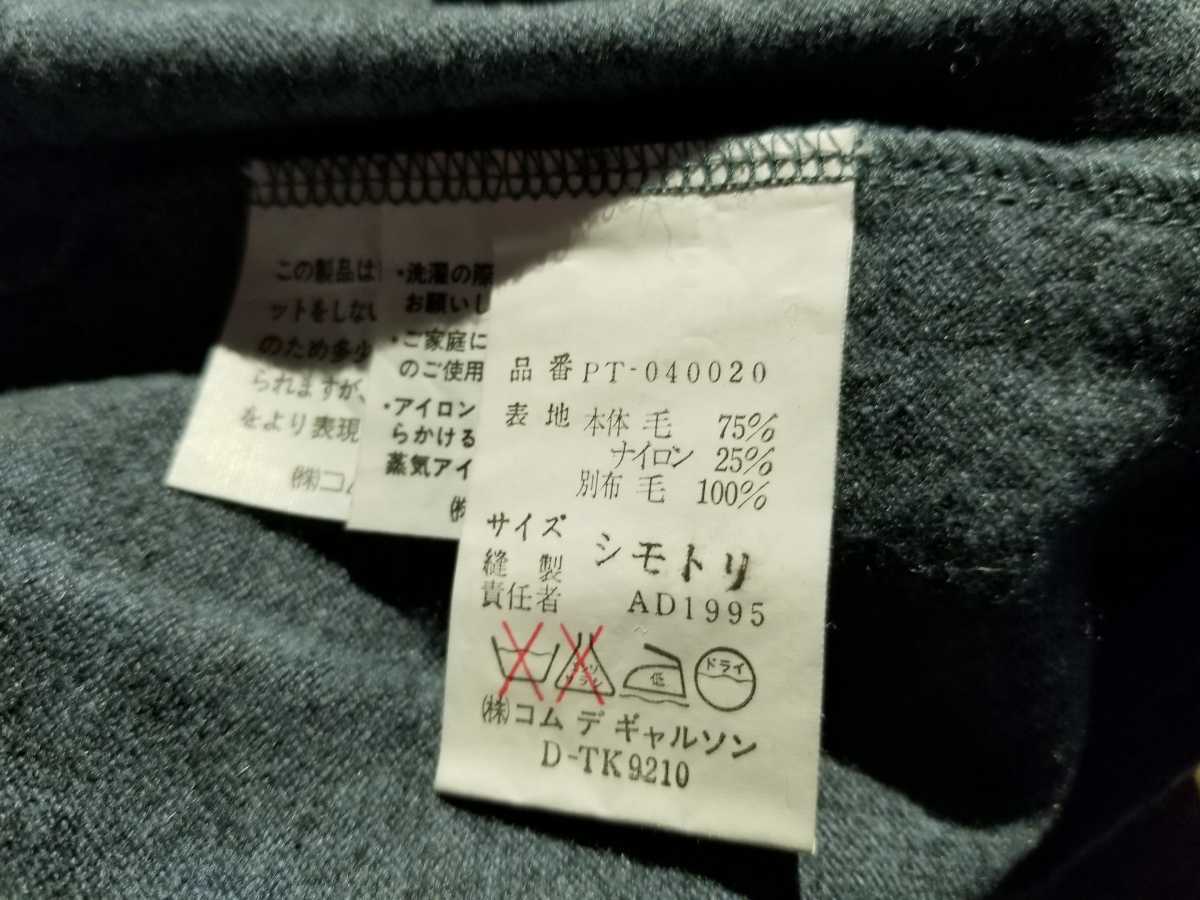 この製品は
ットをしない
のため多少
られますが、
をより表現
㈱コム
・洗濯の際
お願いし
・ご家庭に
のご使用
・アイロン
らかける
蒸気アイ
品番 PT-040020
表地 本体 毛 75%
ナイロン 25%
別布 毛 100%
サイズ
縫製 シモトリ
責任者 AD1995
低 ドライ
㈱コム デ ギャルソン
D-TK9210